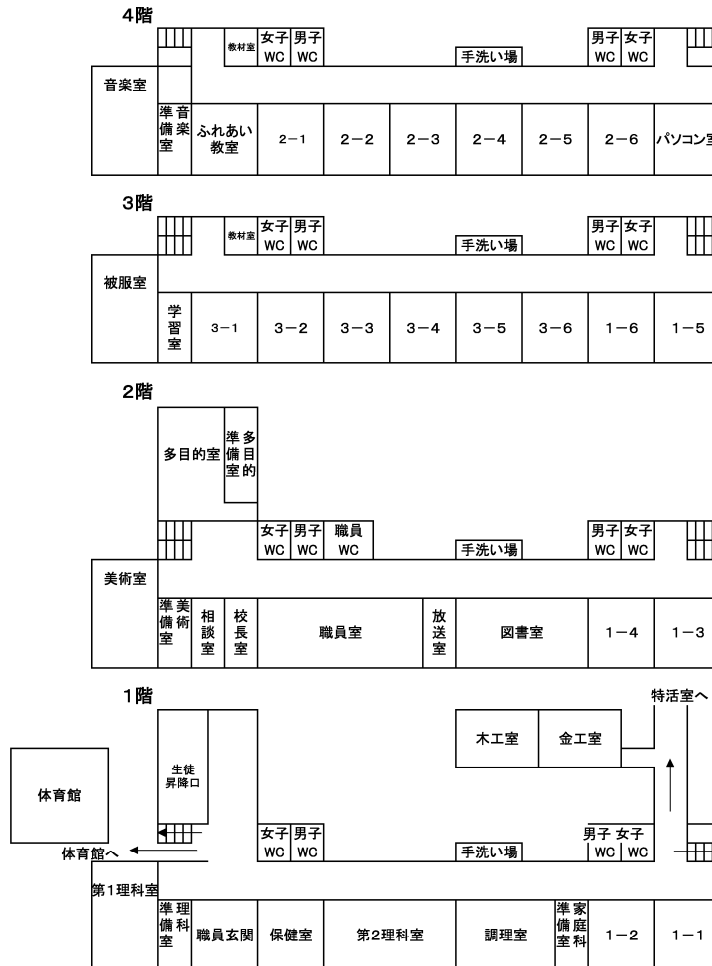 4階
教材室
女子 男子
WC WC
手洗い場
男子 女子
WC WC
音楽室
音楽
準備室
ふれあい
教室
2－1
2－2
2－3
2－4
2－5
2－6
パソコン室
3階
教材室
女子 男子
WC WC
手洗い場
男子 女子
WC WC
被服室
学習室
3－1
3－2
3－3
3－4
3－5
3－6
1－6
1－5
2階
多目的室
多目的
準備室
女子 男子 職員
WC WC WC
手洗い場
男子 女子
WC WC
美術室
美術
準備室
相談室
校長室
職員室
放送室
図書室
1－4
1－3
1階
特活室へ
木工室
金工室
生徒
昇降口
体育館
女子 男子
WC WC
手洗い場
男子 女子
WC WC
体育館へ
第1理科室
理科
準備室
職員玄関
保健室
第2理科室
調理室
家庭科
準備室
1－2
1－1